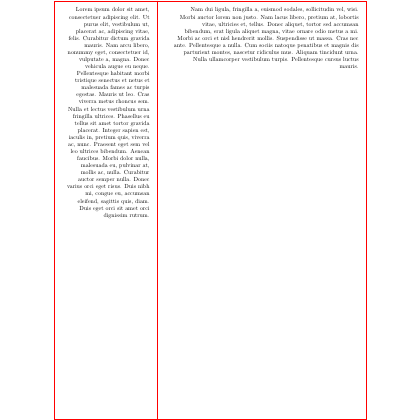 Lorem ipsum dolor sit amet,
consectetuer adipiscing elit. Ut
purus elit, vestibulum ut,
placerat ac, adipiscing vitae,
felis. Curabitur dictum gravida
mauris. Nam arcu libero,
nonummy eget, consectetuer id,
vulputate a, magna. Donec
vehicula augue eu neque.
Pellentesque habitant morbi
tristique senectus et netus et
malesuada fames ac turpis
egestas. Mauris ut leo. Cras
viverra metus rhoncus sem.
Nulla et lectus vestibulum urna
fringilla ultrices. Phasellus eu
tellus sit amet tortor gravida
placerat. Integer sapien est,
iaculis in, pretium quis, viverra
ac, nunc. Praesent eget sem vel
leo ultrices bibendum. Aenean
faucibus. Morbi dolor nulla,
malesuada eu, pulvinar at,
mollis ac, nulla. Curabitur
auctor semper nulla. Donec
varius orci eget risus. Duis nibh
mi, congue eu, accumsan
eleifend, sagittis quis, diam.
Duis eget orci sit amet orci
dignissim rutrum.
Nam dui ligula, fringilla a, euismod sodales, sollicitudin vel, wisi.
Morbi auctor lorem non justo. Nam lacus libero, pretium at, lobortis
vitae, ultricies et, tellus. Donec aliquet, tortor sed accumsan
bibendum, erat ligula aliquet magna, vitae ornare odio metus a mi.
Morbi ac orci et nisl hendrerit mollis. Suspendisse ut massa. Cras nec
ante. Pellentesque a nulla. Cum sociis natoque penatibus et magnis dis
parturient montes, nascetur ridiculus mus. Aliquam tincidunt urna.
Nulla ullamcorper vestibulum turpis. Pellentesque cursus luctus
mauris.